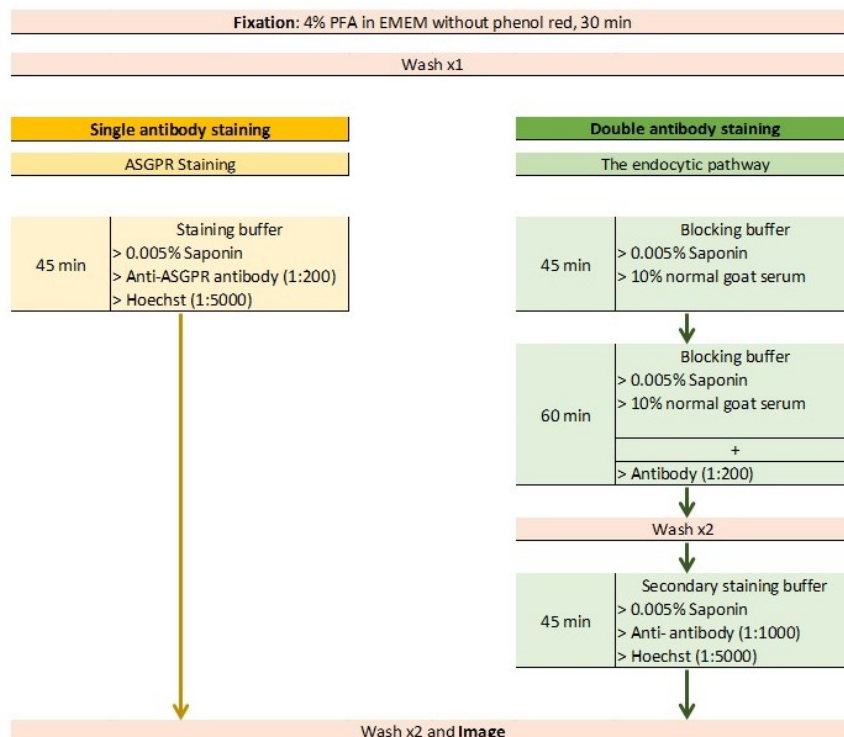 Fixation: 4% PFA in EMEM without phenol red, 30 min
Wash x1
Single antibody staining
ASGPR Staining
45 min
Staining buffer
> 0.005% Saponin
> Anti-ASGPR antibody (1:200)
> Hoechst (1:5000)
Double antibody staining
The endocytic pathway
45 min
Blocking buffer
> 0.005% Saponin
> 10% normal goat serum
60 min
Blocking buffer
> 0.005% Saponin
> 10% normal goat serum
+
> Antibody (1:200)
Wash x2
45 min
Secondary staining buffer
> 0.005% Saponin
> Anti- antibody (1:1000)
> Hoechst (1:5000)
Wash x2 and Image